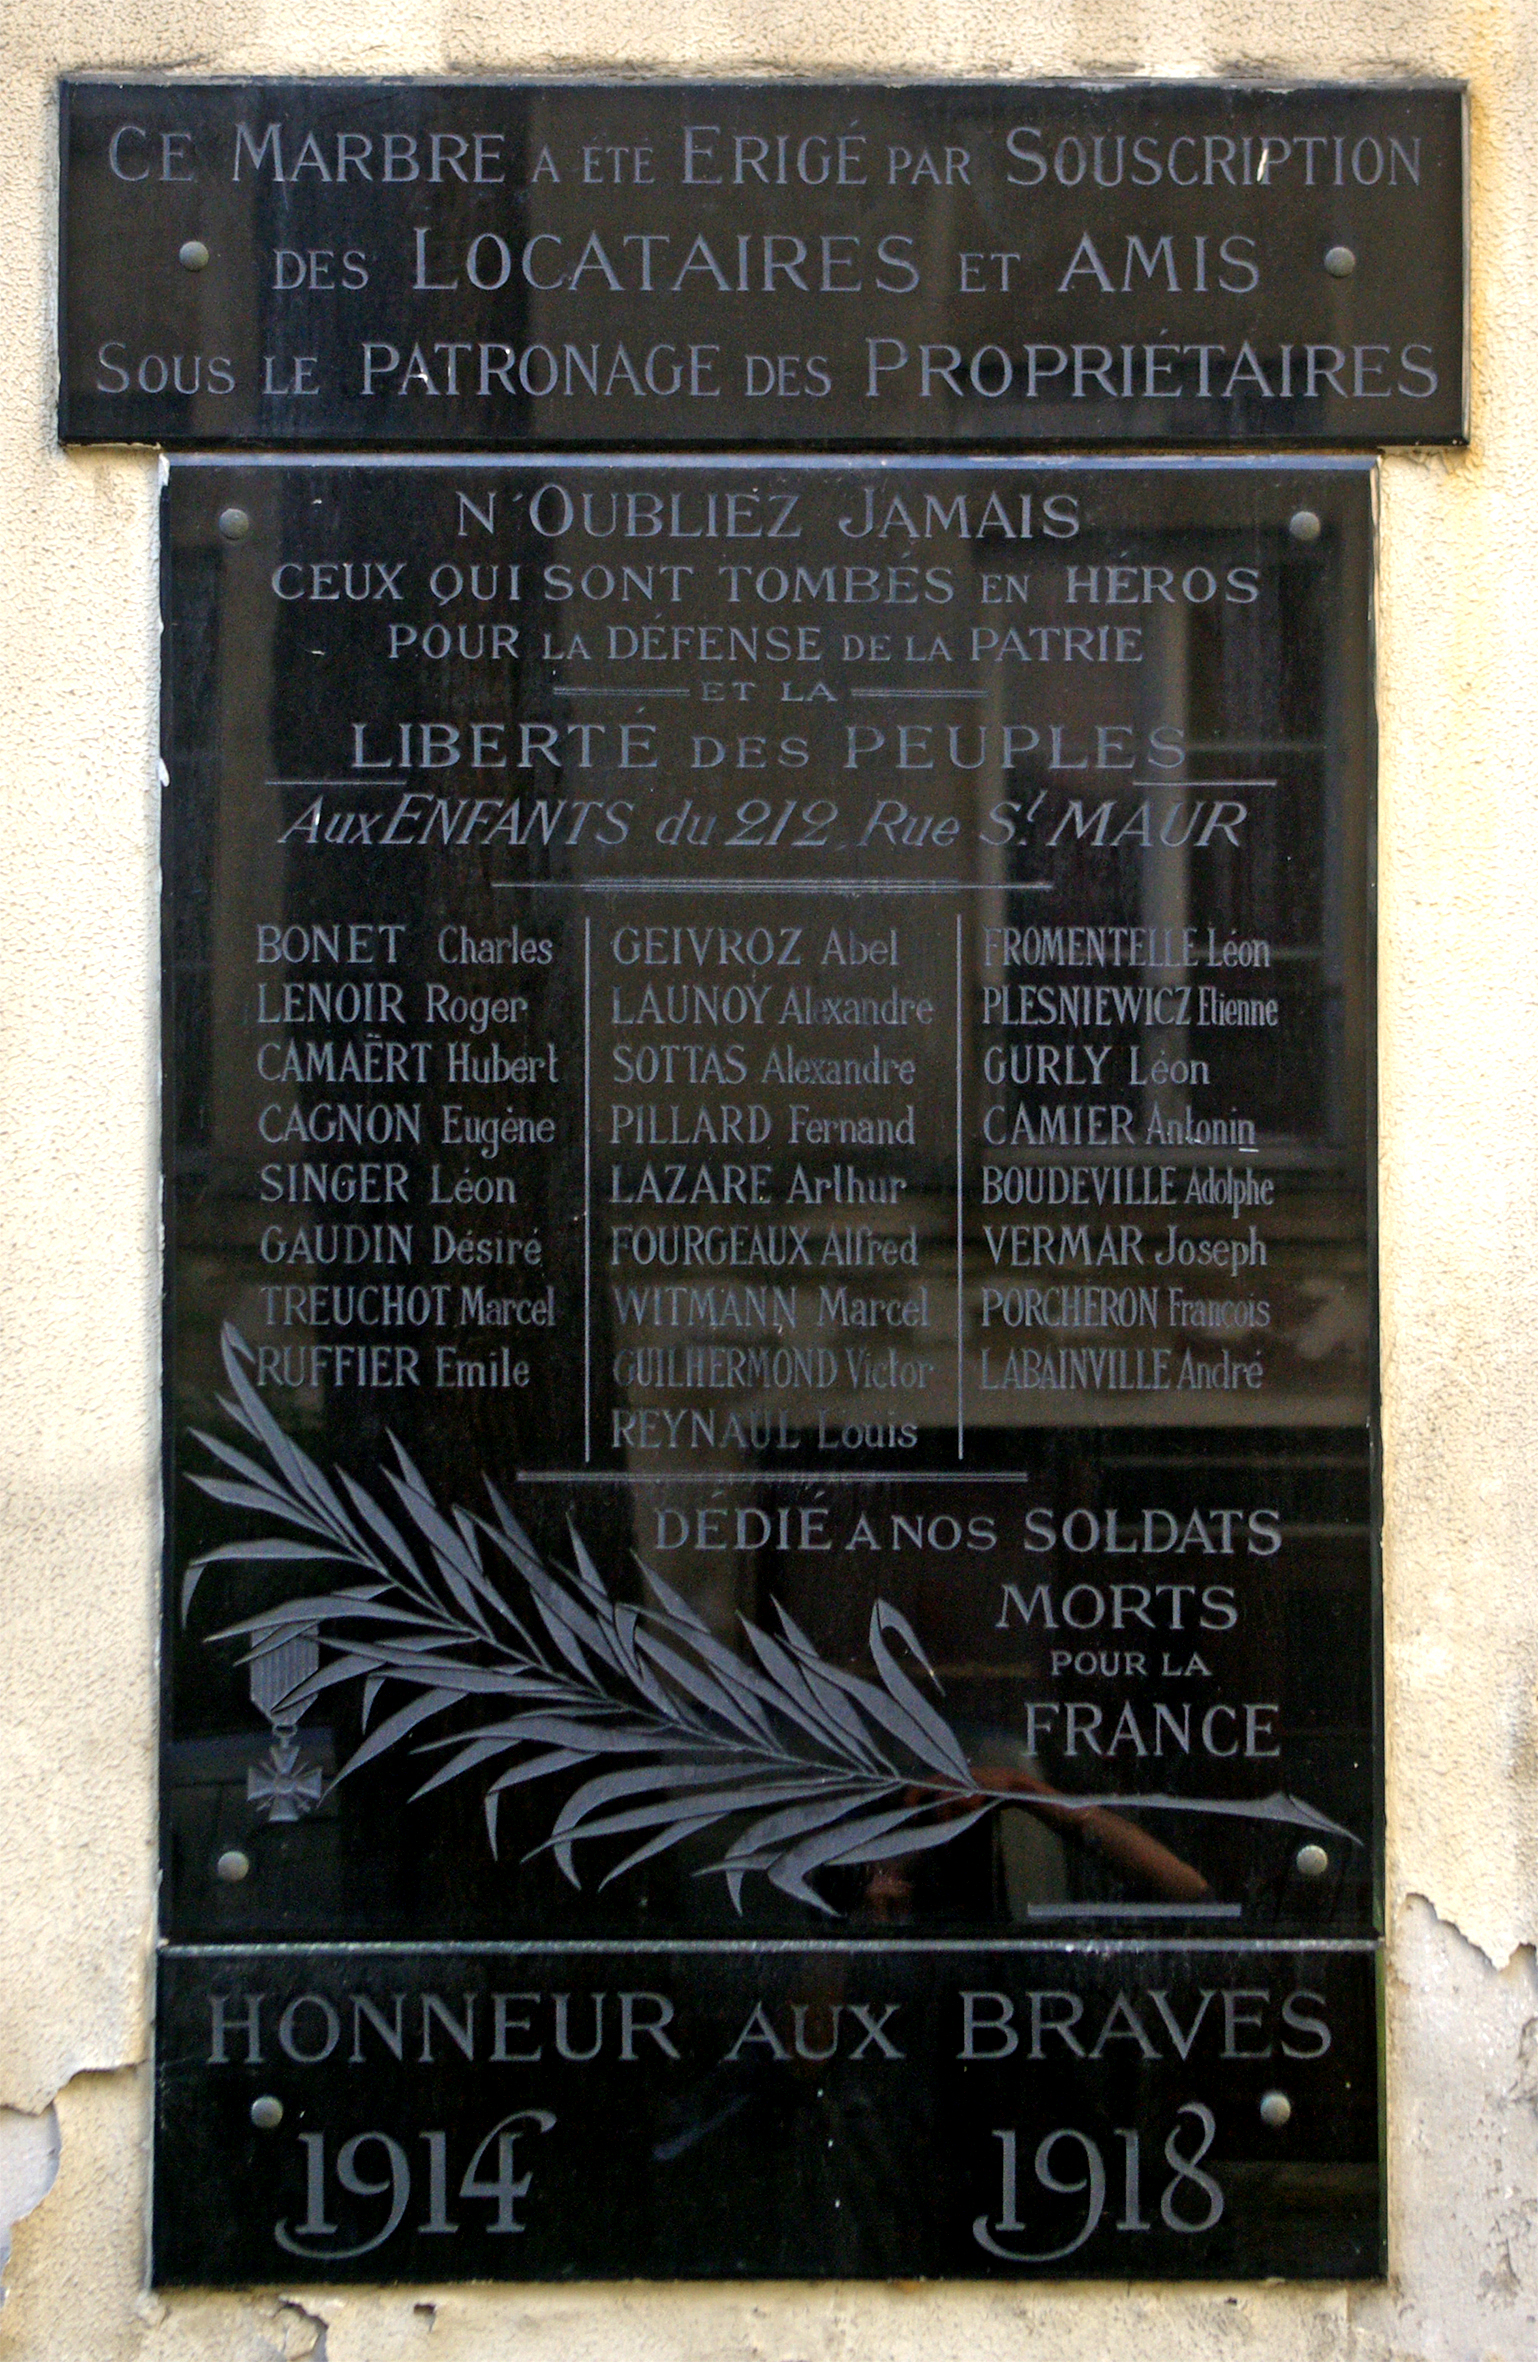 CE MARBRE A ÉTÉ ERIGÉ PAR SOUSCRIPTION
DES LOCATAIRES ET AMIS
SOUS LE PATRONAGE DES PROPRIÉTAIRES
N'OUBLIEZ JAMAIS
CEUX QUI SONT TOMBÉS EN HÉROS
POUR LA DÉFENSE DE LA PATRIE
ET LA
LIBERTÉ DES PEUPLES
Aux ENFANTS du 212, Rue St. MAUR
BONET Charles
LENOIR Roger
CAMAËRT Hubert
CAGNON Eugène
SINGER Léon
GAUDIN Désiré
TREUCHOT Marcel
RUFFIER Emile
GEIVROZ Abel
LAUNOY Alexandre
SOTTAS Alexandre
PILLARD Fernand
LAZARE Arthur
FOURGEAUX Alfred
WITMANN Marcel
GUILHERMOND Victor
REYNAUL Louis
FROMENTELLE Léon
PLESNIEWICZ Etienne
GURLY Léon
CAMIER Antonin
BOUDEVILLE Adolphe
VERMAR Joseph
PORCHERON François
LABAINVILLE André
DÉDIÉ A NOS SOLDATS
MORTS
POUR LA
FRANCE
HONNEUR AUX BRAVES
1914 1918